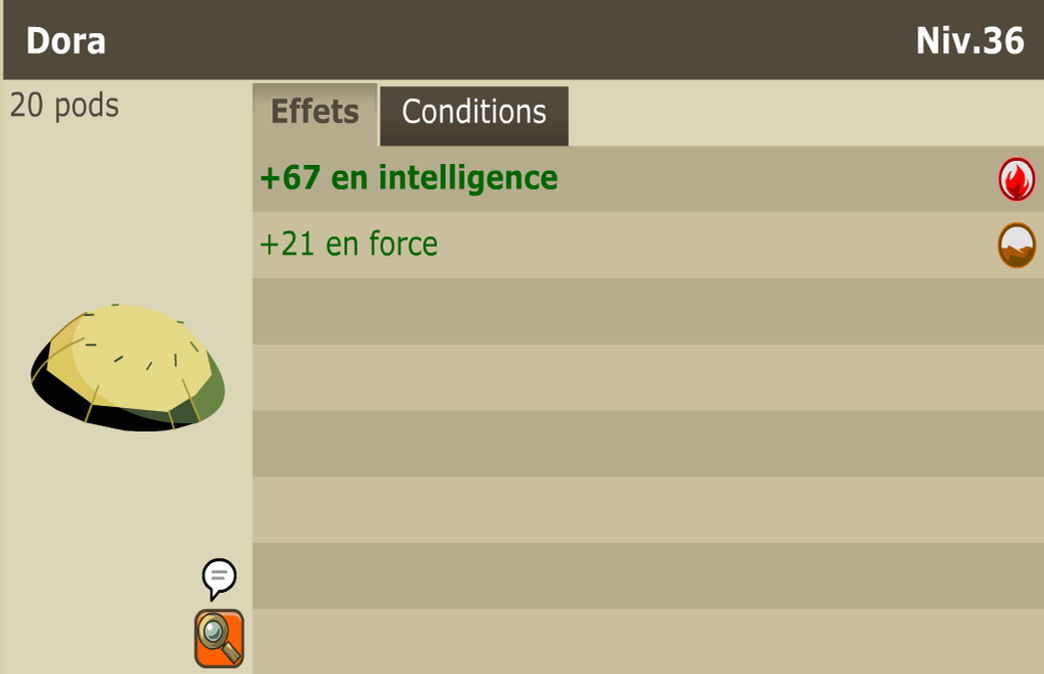 Dora
Niv.36
20 pods
Effets
Conditions
+67 en intelligence
+21 en force